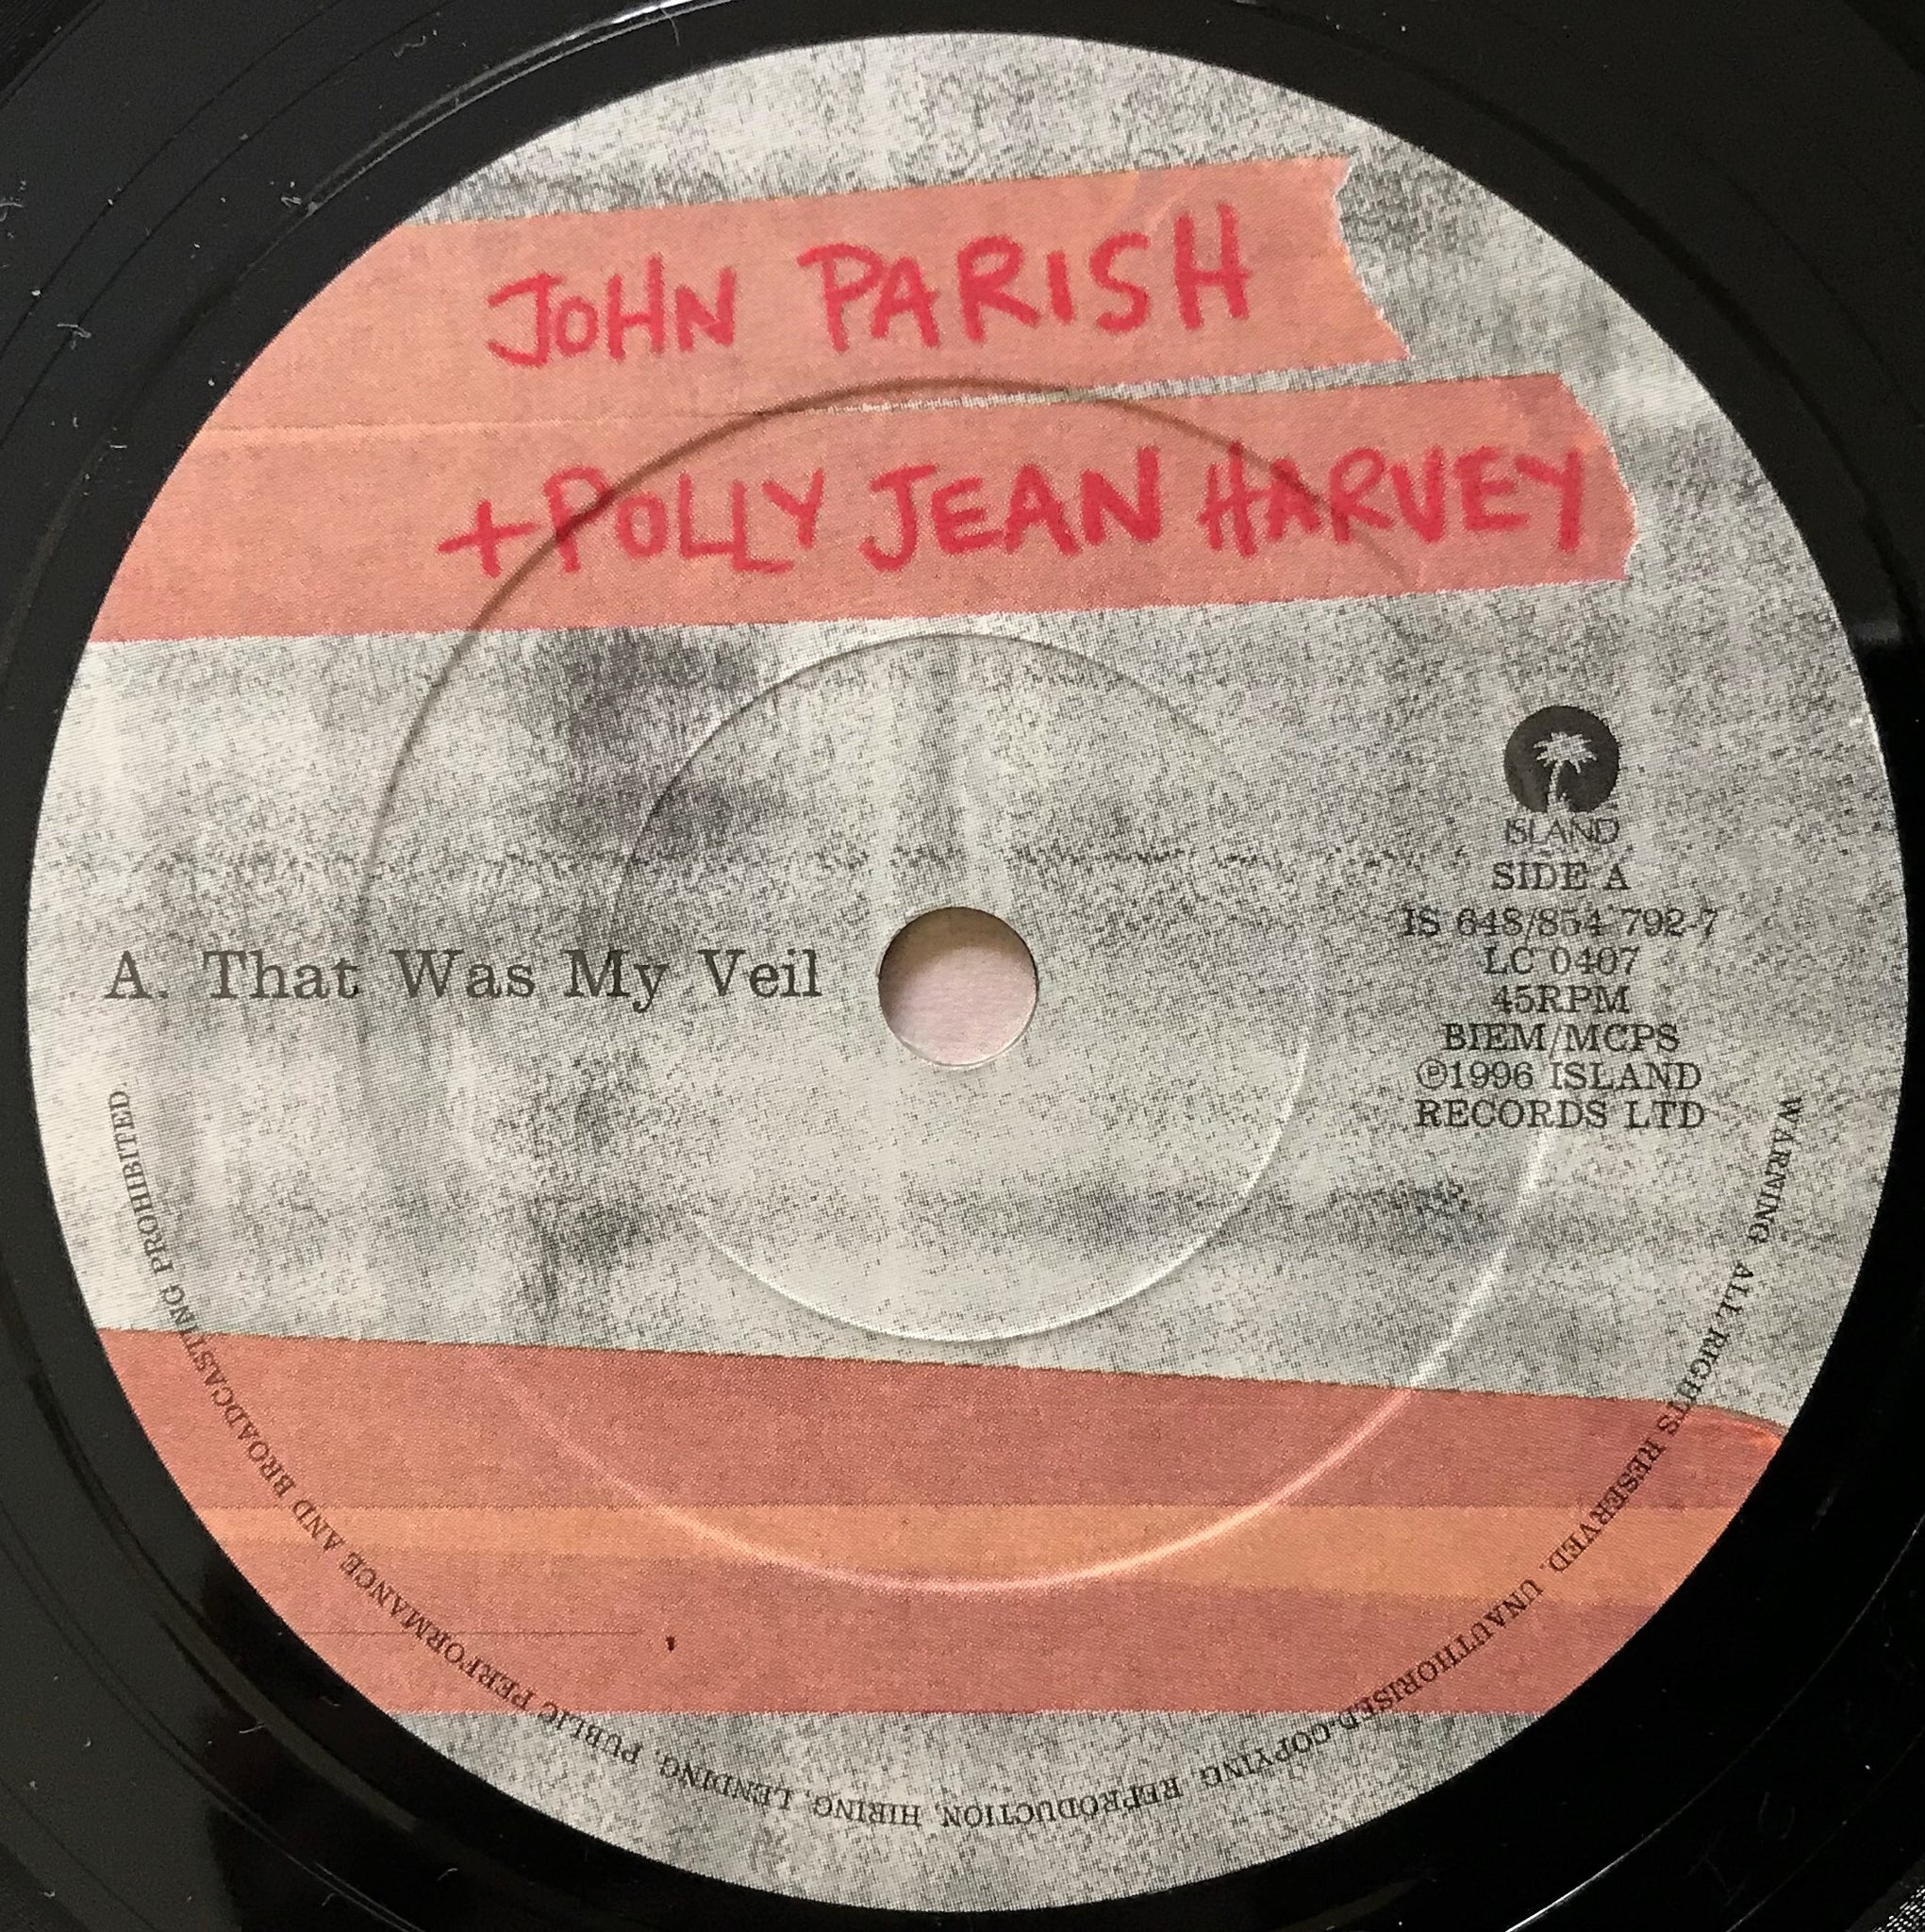 JOHN PARISH
+POLLY JEAN HARVEY
ISLAND
SIDE A
IS 648/854 792-7
LC 0407
45RPM
BIEM/MCPS
℗1996 ISLAND
RECORDS LTD
A. That Was My Veil
WARNING ALL RIGHTS RESERVED. UNAUTHORISED COPYING, REPRODUCTION, HIRING, LENDING, PUBLIC PERFORMANCE AND BROADCASTING PROHIBITED.